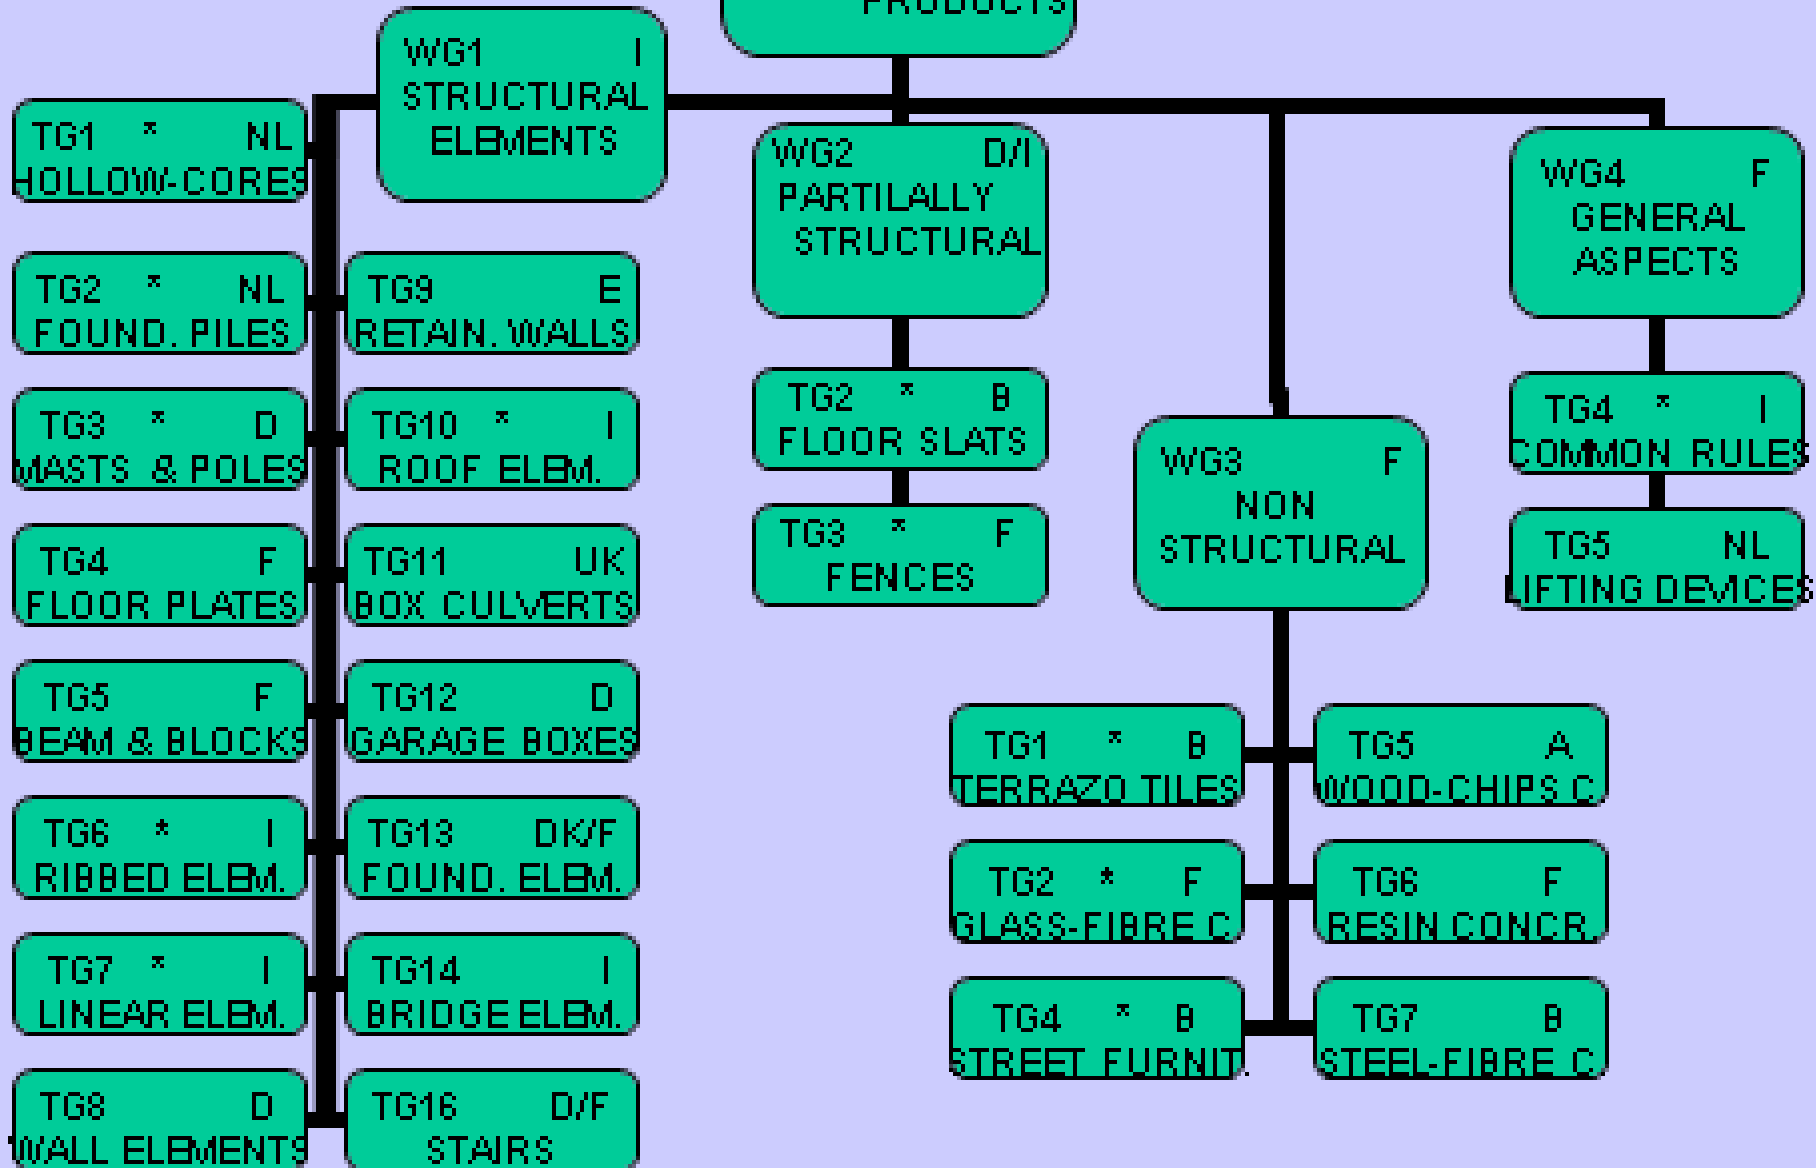 PRODUCTS
WG1 I
STRUCTURAL
ELEMENTS
TG1 * NL
HOLLOW-CORES
TG2 * NL
FOUND. PILES
TG3 * D
MASTS & POLES
TG4 F
FLOOR PLATES
TG5 F
BEAM & BLOCKS
TG6 * I
RIBBED ELEM.
TG7 * I
LINEAR ELEM.
TG8 D
WALL ELEMENTS
TG9 E
RETAIN. WALLS
TG10 * I
ROOF ELEM.
TG11 UK
BOX CULVERTS
TG12 D
GARAGE BOXES
TG13 DK/F
FOUND. ELEM.
TG14 I
BRIDGE ELEM.
TG16 D/F
STAIRS
WG2 D/I
PARTILALLY
STRUCTURAL
TG2 * B
FLOOR SLATS
TG3 * F
FENCES
WG3 F
NON
STRUCTURAL
TG1 * B
TERRAZO TILES
TG2 * F
GLASS-FIBRE C.
TG4 * B
STREET FURNIT.
TG5 A
WOOD-CHIPS C.
TG6 F
RESIN CONCR.
TG7 B
STEEL-FIBRE C.
WG4 F
GENERAL
ASPECTS
TG4 * I
COMMON RULES
TG5 NL
LIFTING DEVICES